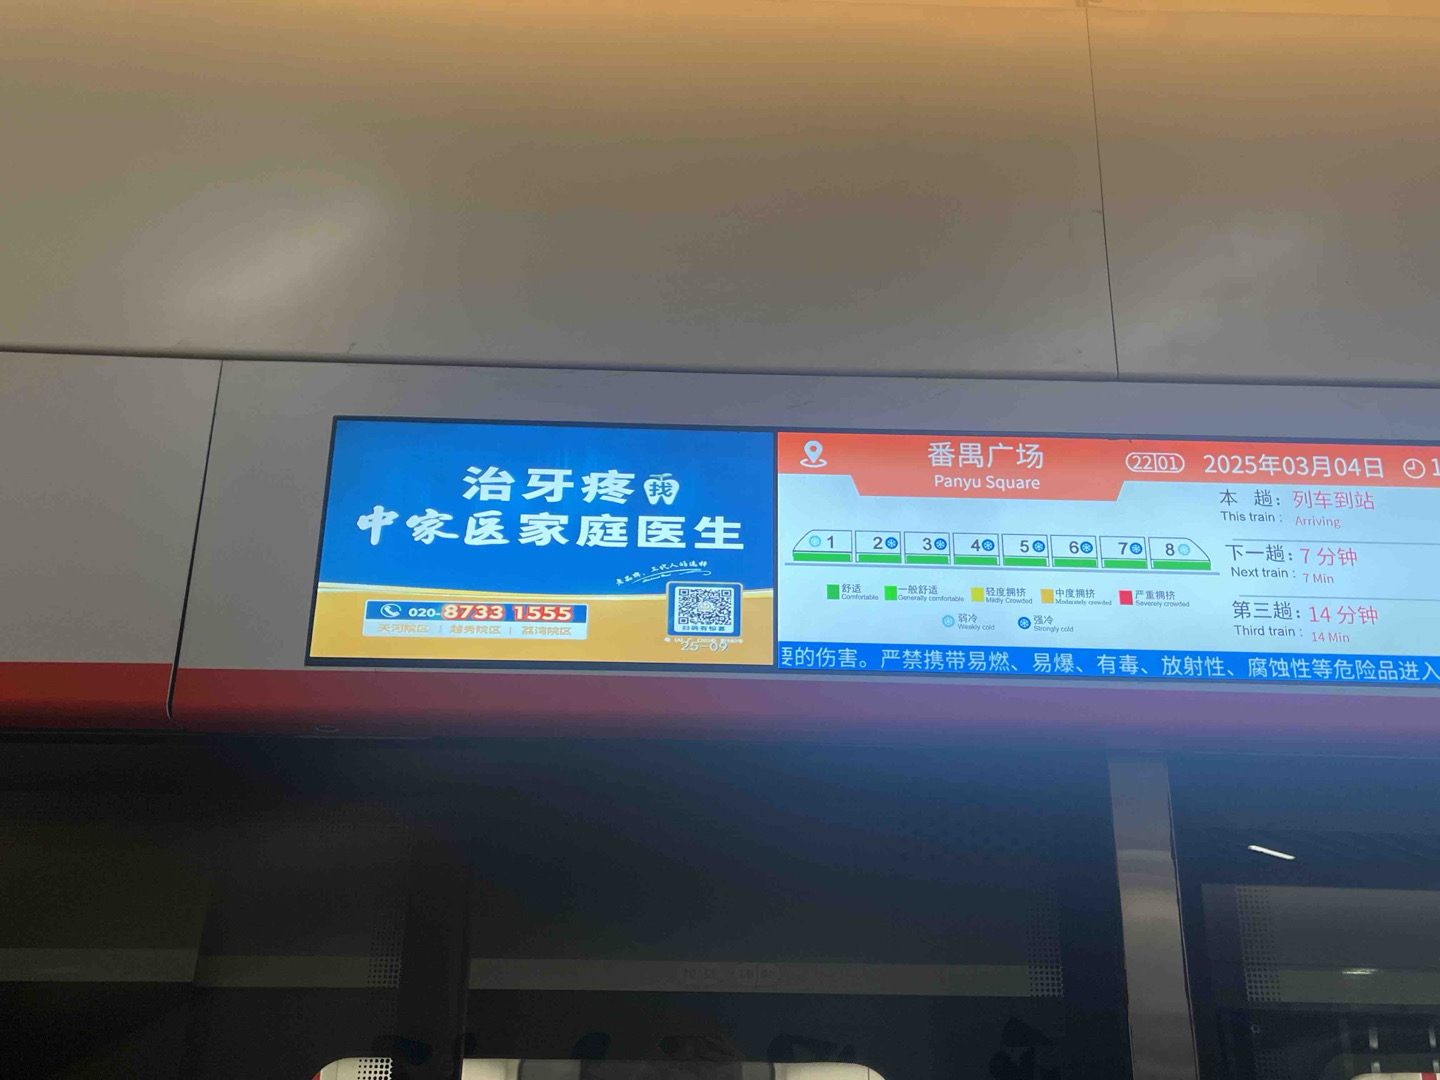 治牙疼找
中家医家庭医生
020-8733 1555
天河院区 | 越秀院区 | 荔湾院区
扫码有惊喜
25-09
番禺广场
Panyu Square
22|01
2025年03月04日
1
本 趟：列车到站
This train： Arriving
下一趟：7 分钟
Next train： 7 Min
第三趟：14 分钟
Third train： 14 Min
1 2 3 4 5 6 7 8
舒适 一般舒适 轻度拥挤 中度拥挤 严重拥挤
Comfortable Generally comfortable Mildly Crowded Moderately crowded Severely crowded
弱冷 强冷
Weakly cold Strongly cold
要的伤害。严禁携带易燃、易爆、有毒、放射性、腐蚀性等危险品进入